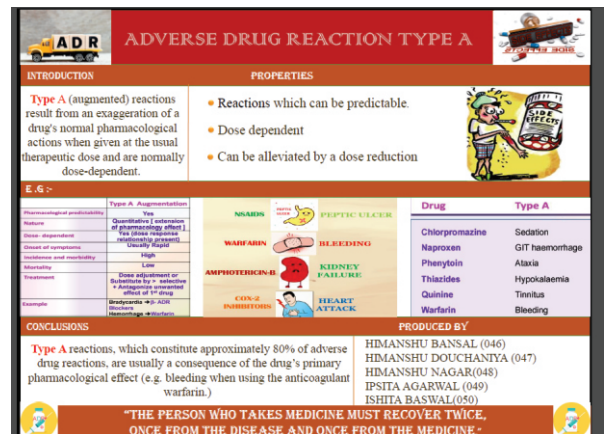 ADR
ADVERSE DRUG REACTION TYPE A
SIDE EFFECTS
INTRODUCTION
Type A (augmented) reactions
result from an exaggeration of a
drug's normal pharmacological
actions when given at the usual
therapeutic dose and are normally
dose-dependent.
PROPERTIES
• Reactions which can be predictable.
• Dose dependent
• Can be alleviated by a dose reduction
SIDE
EFFECTS
E .G :-
Type A Augmentation
Pharmacological predictability Yes
Nature Quantitative [ extension
of pharmacology effect ]
Dose- dependent Yes (dose response
relationship present)
Onset of symptoms Usually Rapid
Incidence and morbidity High
Mortality Low
Treatment Dose adjustment or
Substitute by + selective
+ Antagonize unwanted
effect of 1st drug
Example Bradycardie → β- ADR
Blockers
Hemorrhage → Warfarin
NSAIDS PEPTIC ULCER
WARFARIN BLEEDING
AMPHOTERICIN-B KIDNEY
FAILURE
COX-2
INHIBITORS HEART
ATTACK
Drug Type A
Chlorpromazine Sedation
Naproxen GIT haemorrhage
Phenytoin Ataxia
Thiazides Hypokalaemia
Quinine Tinnitus
Warfarin Bleeding
CONCLUSIONS
Type A reactions, which constitute approximately 80% of adverse
drug reactions, are usually a consequence of the drug's primary
pharmacological effect (e.g. bleeding when using the anticoagulant
warfarin.)
PRODUCED BY
HIMANSHU BANSAL (046)
HIMANSHU DOUCHANIYA (047)
HIMANSHU NAGAR(048)
IPSITA AGARWAL (049)
ISHITA BASWAL(050)
"THE PERSON WHO TAKES MEDICINE MUST RECOVER TWICE,
ONCE FROM THE DISEASE AND ONCE FROM THE MEDICINE."